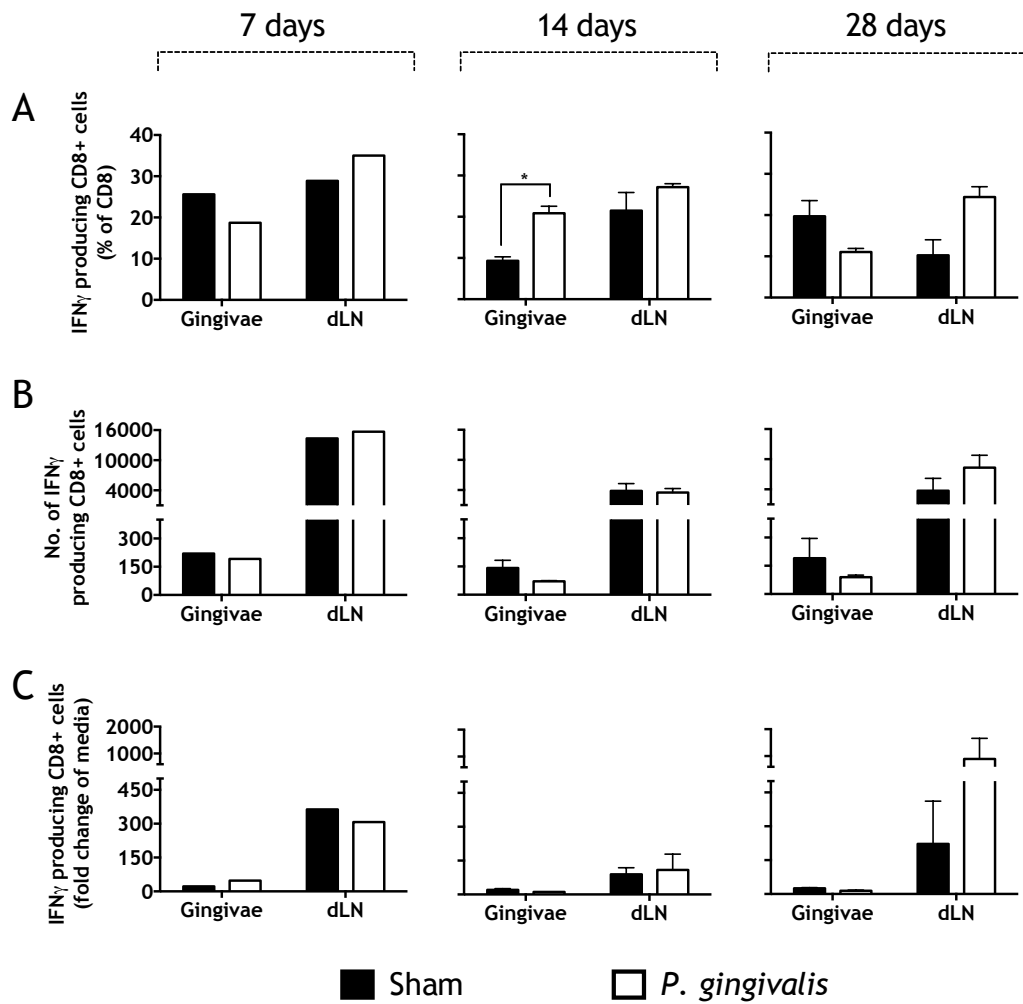 7 days
14 days
28 days
A
IFNγ producing CD8+ cells
(% of CD8)
40
30
20
10
0
Gingivae
dLN
*
Gingivae
dLN
Gingivae
dLN
B
No. of IFNγ
producing CD8+ cells
16000
10000
4000
300
150
0
Gingivae
dLN
Gingivae
dLN
Gingivae
dLN
C
IFNγ producing CD8+ cells
(fold change of media)
2000
1000
450
300
150
0
Gingivae
dLN
Gingivae
dLN
Gingivae
dLN
Sham
P. gingivalis